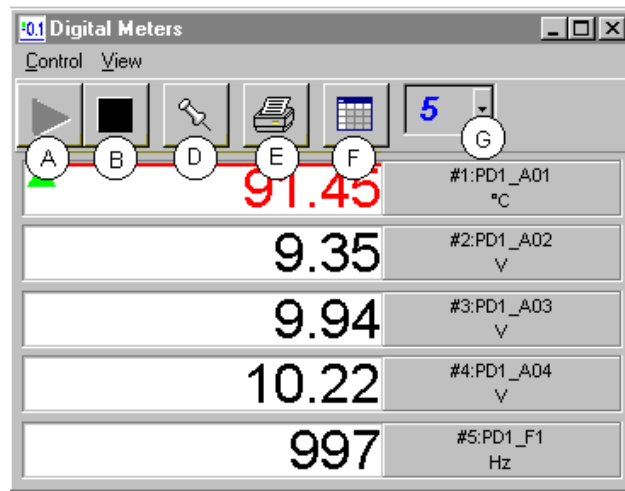 0.1 Digital Meters
Control View
5
A B D E F G
91.45 #1:PD1_A01
°C
9.35 #2:PD1_A02
V
9.94 #3:PD1_A03
V
10.22 #4:PD1_A04
V
997 #5:PD1_F1
Hz